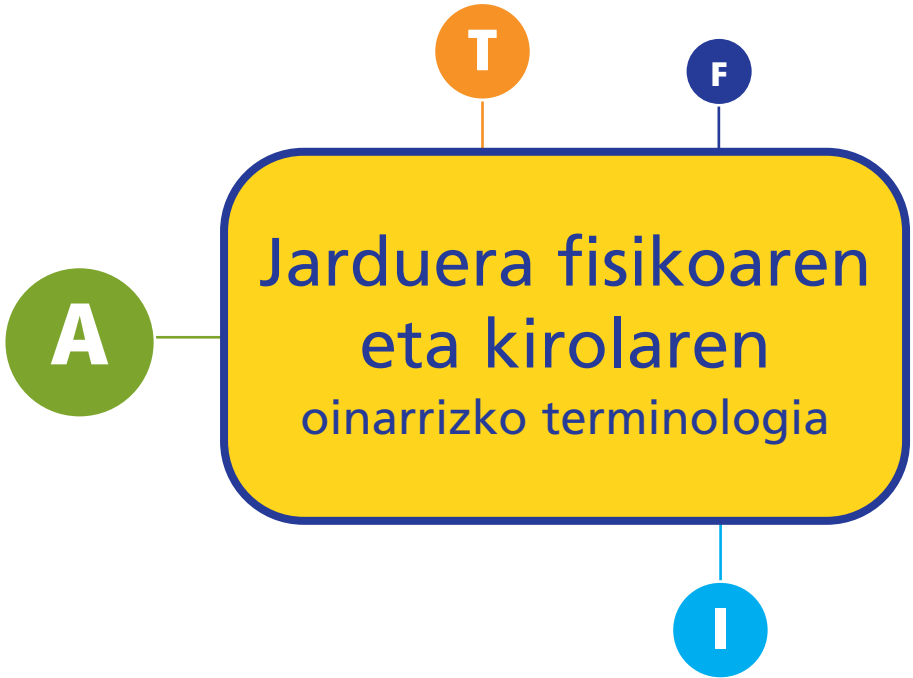 T
F
Jarduera fisikoaren
eta kirolaren
oinarrizko terminologia
A
I